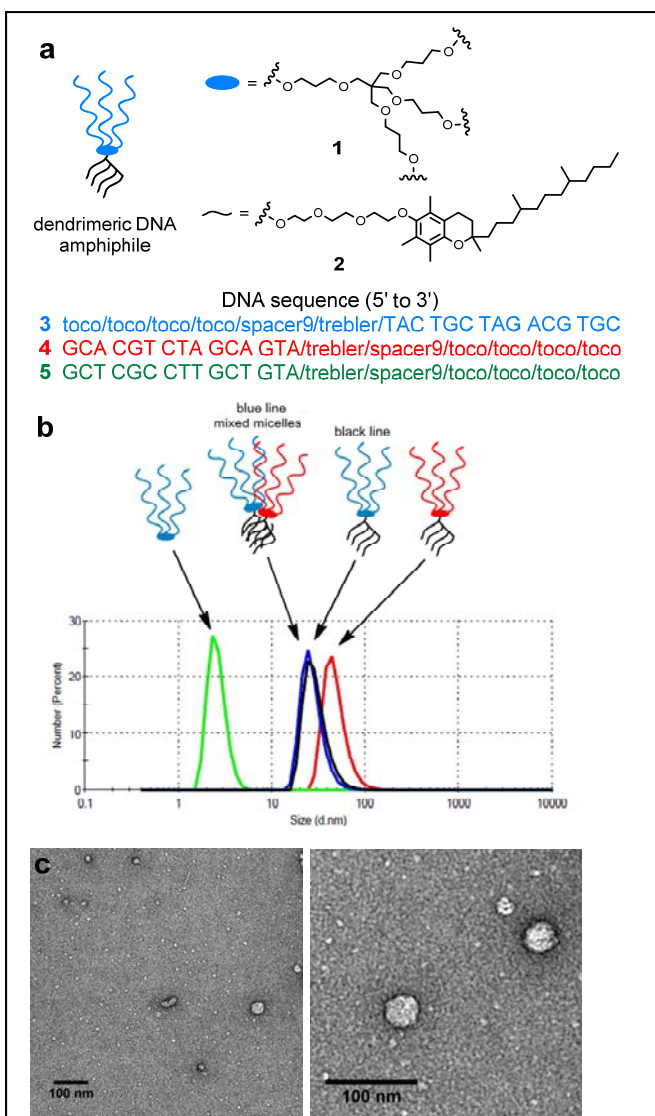 a
=
O
O
O
O
O
O
O
O
1
=
O
O
O
O
O
2
dendrimeric DNA
amphiphile
DNA sequence (5' to 3')
3 toco/toco/toco/toco/spacer9/trebler/TAC TGC TAG ACG TGC
4 GCA CGT CTA GCA GTA/trebler/spacer9/toco/toco/toco/toco
5 GCT CGC CTT GCT GTA/trebler/spacer9/toco/toco/toco/toco
b
blue line
mixed micelles
black line
30
20
10
0
Number (Percent)
0.1 1 10 100 1000 10000
Size (d.nm)
c
100 nm
100 nm